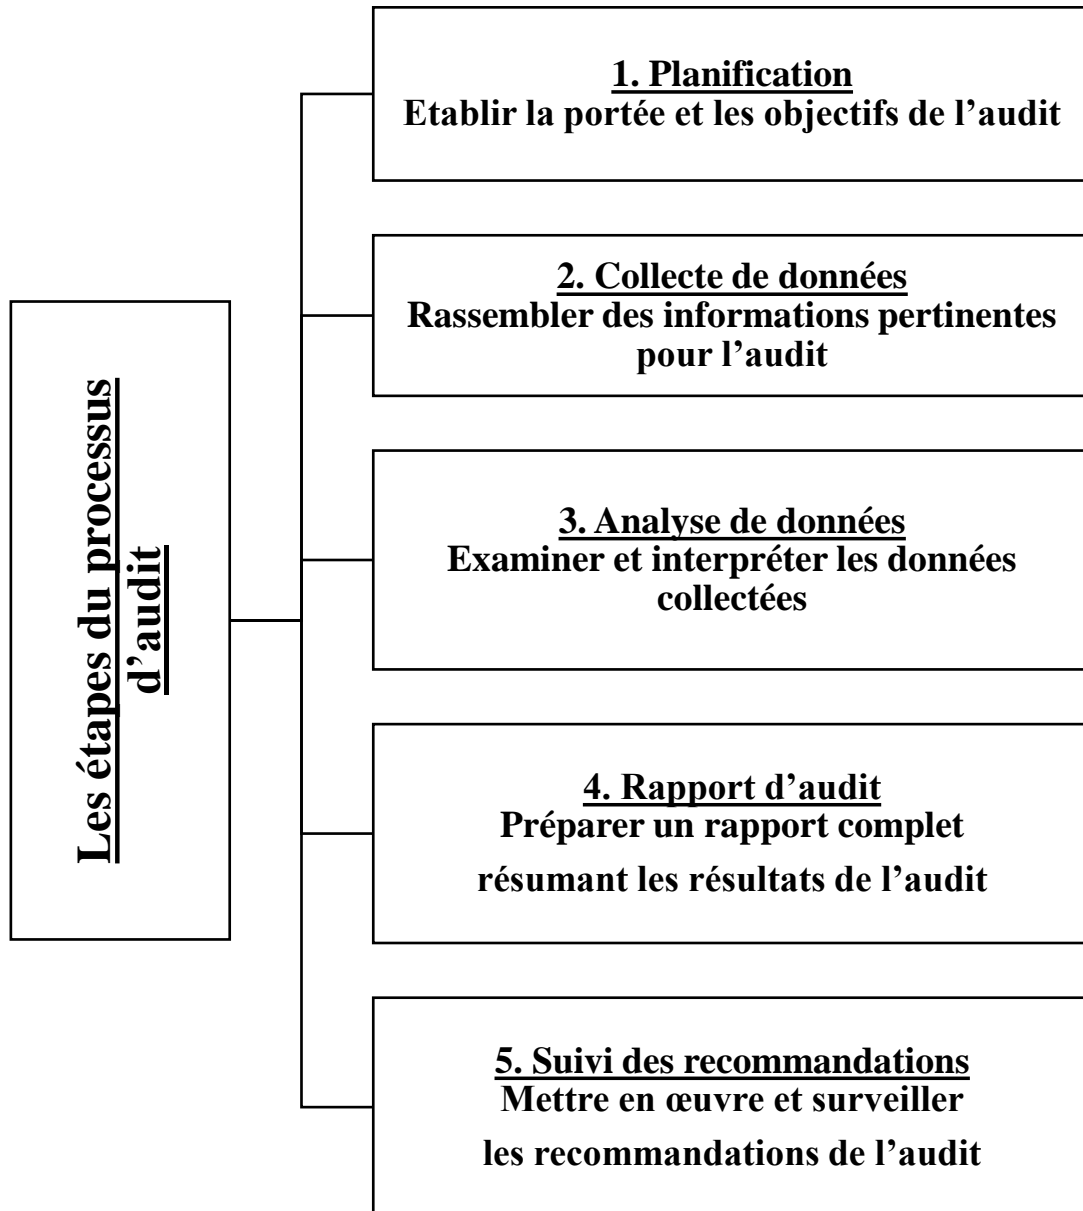 Les étapes du processus
d’audit
1. Planification
Etablir la portée et les objectifs de l’audit
2. Collecte de données
Rassembler des informations pertinentes
pour l’audit
3. Analyse de données
Examiner et interpréter les données
collectées
4. Rapport d’audit
Préparer un rapport complet
résumant les résultats de l’audit
5. Suivi des recommandations
Mettre en œuvre et surveiller
les recommandations de l’audit